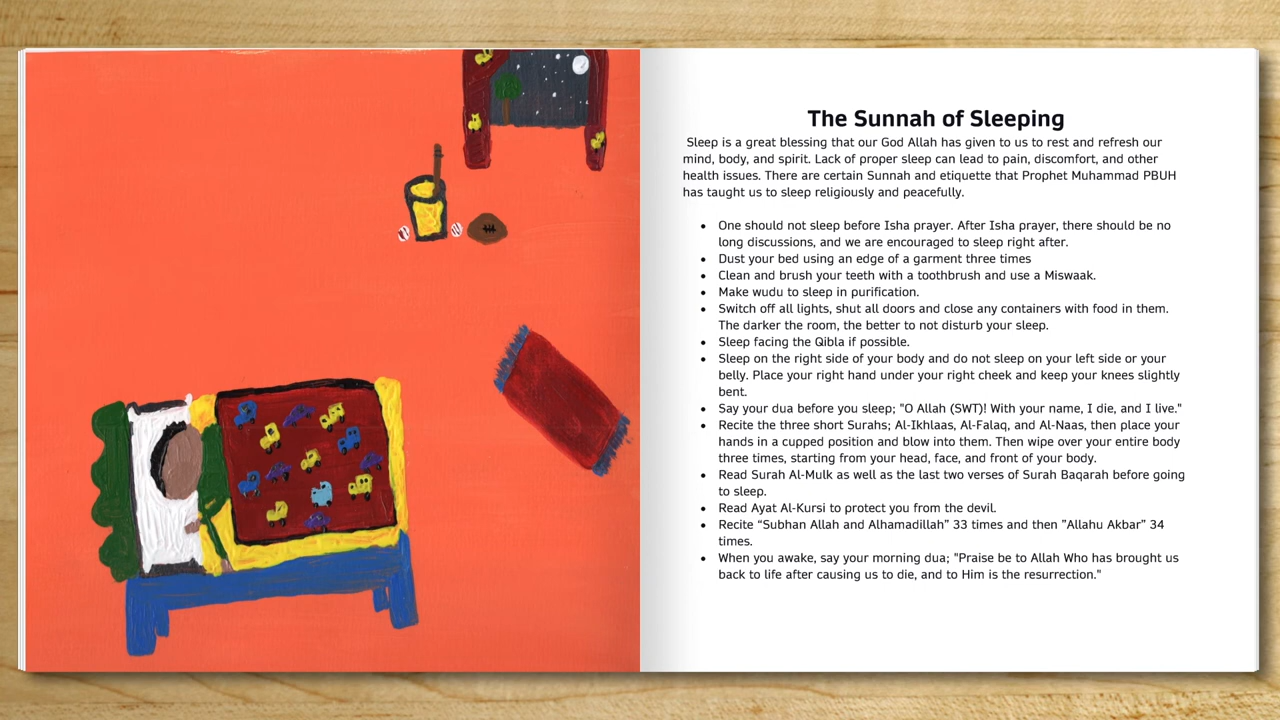 The Sunnah of Sleeping
Sleep is a great blessing that our God Allah has given to us to rest and refresh our
mind, body, and spirit. Lack of proper sleep can lead to pain, discomfort, and other
health issues. There are certain Sunnah and etiquette that Prophet Muhammad PBUH
has taught us to sleep religiously and peacefully.
• One should not sleep before Isha prayer. After Isha prayer, there should be no
long discussions, and we are encouraged to sleep right after.
• Dust your bed using an edge of a garment three times
• Clean and brush your teeth with a toothbrush and use a Miswaak.
• Make wudu to sleep in purification.
• Switch off all lights, shut all doors and close any containers with food in them.
The darker the room, the better to not disturb your sleep.
• Sleep facing the Qibla if possible.
• Sleep on the right side of your body and do not sleep on your left side or your
belly. Place your right hand under your right cheek and keep your knees slightly
bent.
• Say your dua before you sleep; "O Allah (SWT)! With your name, I die, and I live."
• Recite the three short Surahs; Al-Ikhlaas, Al-Falaq, and Al-Naas, then place your
hands in a cupped position and blow into them. Then wipe over your entire body
three times, starting from your head, face, and front of your body.
• Read Surah Al-Mulk as well as the last two verses of Surah Baqarah before going
to sleep.
• Read Ayat Al-Kursi to protect you from the devil.
• Recite “Subhan Allah and Alhamadillah” 33 times and then ”Allahu Akbar” 34
times.
• When you awake, say your morning dua; "Praise be to Allah Who has brought us
back to life after causing us to die, and to Him is the resurrection."